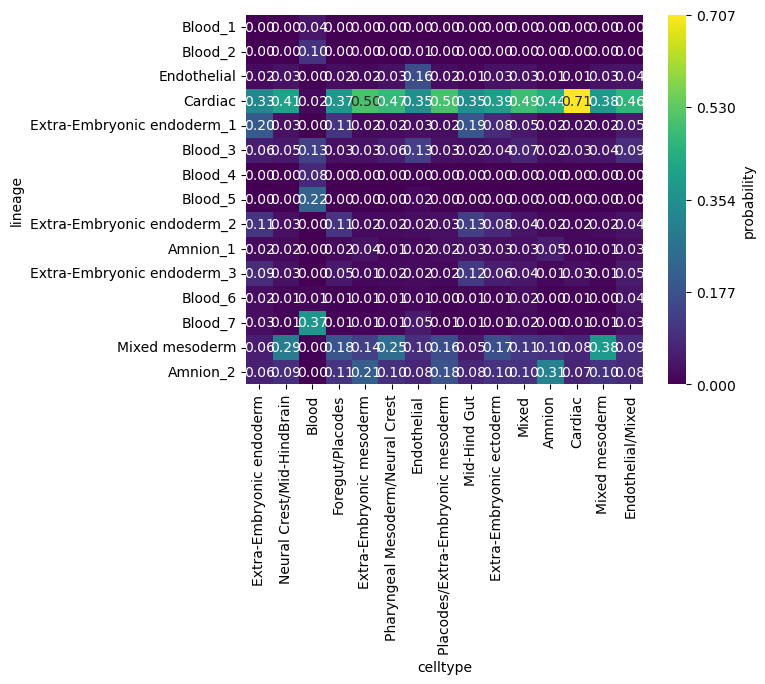 Blood_1 0.00 0.00 0.04 0.00 0.00 0.00 0.00 0.00 0.00 0.00 0.00 0.00 0.00 0.00 0.00
Blood_2 0.00 0.00 0.10 0.00 0.00 0.00 0.01 0.00 0.00 0.00 0.00 0.00 0.00 0.00 0.00
Endothelial 0.02 0.03 0.00 0.02 0.02 0.03 0.16 0.02 0.01 0.03 0.03 0.01 0.01 0.03 0.04
Cardiac 0.33 0.41 0.02 0.37 0.50 0.47 0.35 0.50 0.35 0.39 0.49 0.44 0.71 0.38 0.46
Extra-Embryonic endoderm_1 0.20 0.03 0.00 0.11 0.02 0.02 0.03 0.02 0.19 0.08 0.05 0.02 0.02 0.02 0.05
Blood_3 0.06 0.05 0.13 0.03 0.03 0.06 0.13 0.03 0.02 0.04 0.07 0.02 0.03 0.04 0.09
Blood_4 0.00 0.00 0.08 0.00 0.00 0.00 0.00 0.00 0.00 0.00 0.00 0.00 0.00 0.00 0.00
Blood_5 0.00 0.00 0.22 0.00 0.00 0.00 0.02 0.00 0.00 0.00 0.00 0.00 0.00 0.00 0.00
Extra-Embryonic endoderm_2 0.11 0.03 0.00 0.11 0.02 0.02 0.03 0.02 0.13 0.08 0.04 0.02 0.02 0.02 0.04
Amnion_1 0.02 0.02 0.00 0.02 0.04 0.01 0.02 0.02 0.03 0.03 0.03 0.05 0.01 0.01 0.03
Extra-Embryonic endoderm_3 0.09 0.03 0.00 0.05 0.01 0.02 0.02 0.02 0.12 0.06 0.04 0.01 0.03 0.01 0.05
Blood_6 0.02 0.01 0.01 0.01 0.01 0.01 0.01 0.00 0.01 0.01 0.02 0.00 0.01 0.00 0.04
Blood_7 0.03 0.01 0.37 0.01 0.01 0.01 0.05 0.01 0.01 0.01 0.02 0.00 0.01 0.01 0.03
Mixed mesoderm 0.06 0.29 0.00 0.18 0.14 0.25 0.16 0.05 0.17 0.11 0.10 0.08 0.38 0.09
Amnion_2 0.06 0.09 0.00 0.11 0.21 0.10 0.08 0.18 0.08 0.10 0.10 0.31 0.07 0.10 0.08
lineage
Extra-Embryonic endoderm
Neural Crest/Mid-HindBrain
Blood
Foregut/Placodes
Extra-Embryonic mesoderm
Pharyngeal Mesoderm/Neural Crest
Endothelial
Placodes/Extra-Embryonic mesoderm
Mid-Hind Gut
Extra-Embryonic ectoderm
Mixed
Amnion
Cardiac
Mixed mesoderm
Endothelial/Mixed
celltype
0.707
0.530
0.354
0.177
0.000
probability